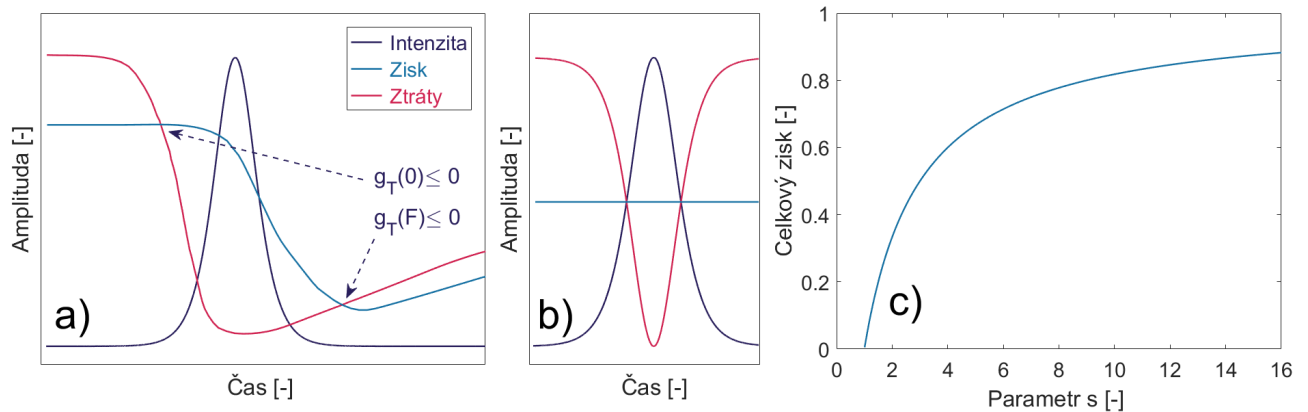 Amplituda [-]
Intenzita
Zisk
Ztráty
g_T(0)≤ 0
g_T(F)≤ 0
a)
Čas [-]
Amplituda [-]
b)
Čas [-]
Celkový zisk [-]
1
0.8
0.6
0.4
0.2
0
c)
0 2 4 6 8 10 12 14 16
Parametr s [-]